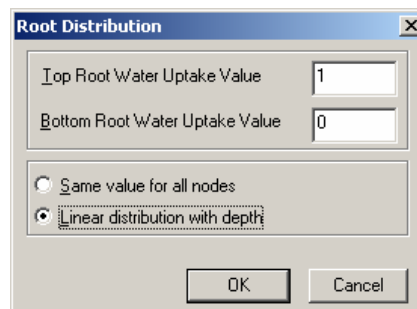 Root Distribution
Top Root Water Uptake Value 1
Bottom Root Water Uptake Value 0
Same value for all nodes
Linear distribution with depth
OK Cancel